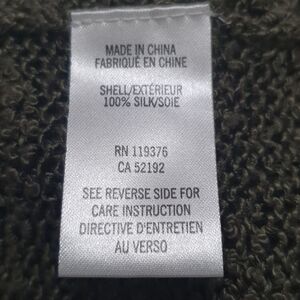 MADE IN CHINA
FABRIQUÉ EN CHINE
SHELL/EXTÉRIEUR
100% SILK/SOIE
RN 119376
CA 52192
SEE REVERSE SIDE FOR
CARE INSTRUCTION
DIRECTIVE D'ENTRETIEN
AU VERSO